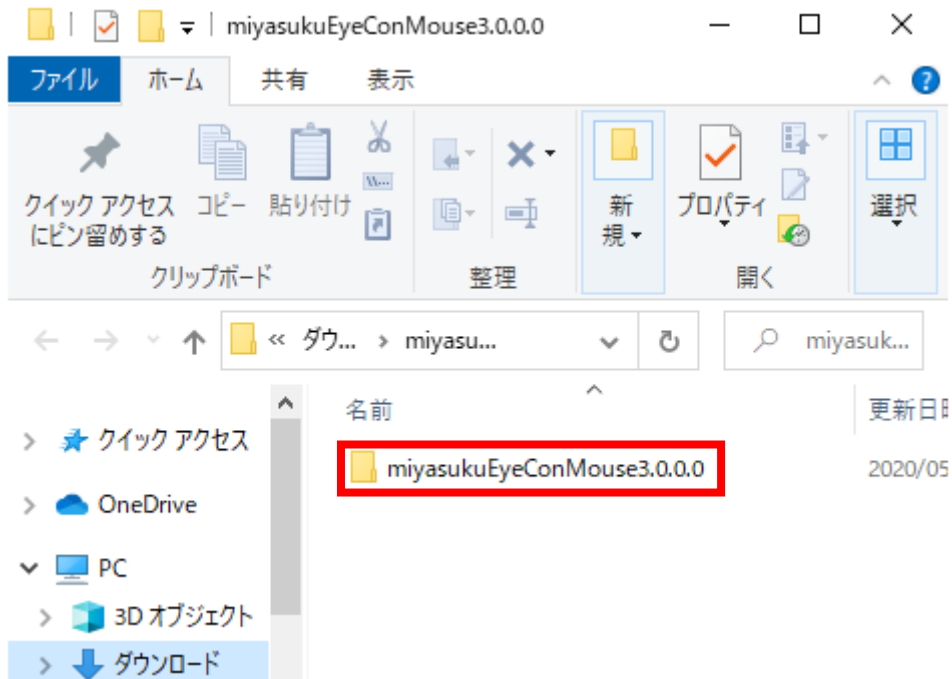 miyasukuEyeConMouse3.0.0.0
ファイル ホーム 共有 表示
クイック アクセス
にピン留めする
コピー
貼り付け
新
規
プロパティ
選択
クリップボード 整理 開く
« ダウ... › miyasu...
miyasuk...
名前 更新日時
クイック アクセス
miyasukuEyeConMouse3.0.0.0 2020/05
OneDrive
PC
3D オブジェクト
ダウンロード